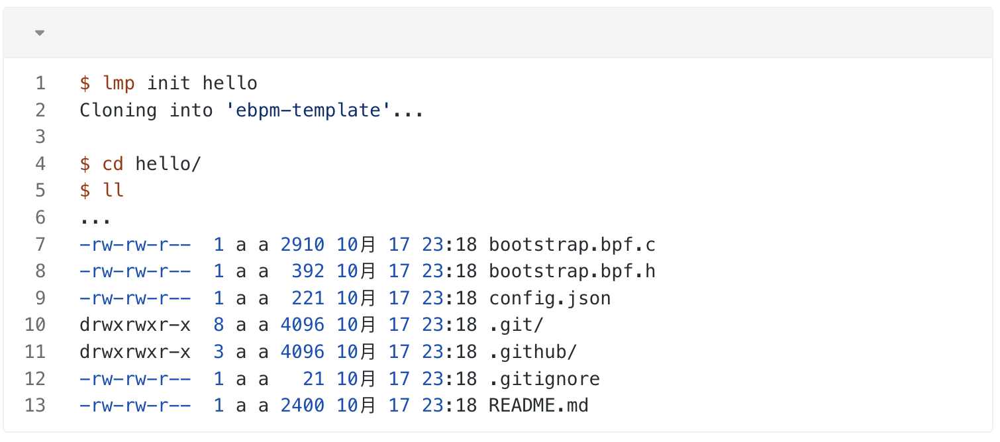 1 $ lmp init hello
2 Cloning into 'ebpm-template'...
3
4 $ cd hello/
5 $ ll
6 ...
7 -rw-rw-r--  1 a a 2910 10月 17 23:18 bootstrap.bpf.c
8 -rw-rw-r--  1 a a  392 10月 17 23:18 bootstrap.bpf.h
9 -rw-rw-r--  1 a a  221 10月 17 23:18 config.json
10 drwxrwxr-x  8 a a 4096 10月 17 23:18 .git/
11 drwxrwxr-x  3 a a 4096 10月 17 23:18 .github/
12 -rw-rw-r--  1 a a   21 10月 17 23:18 .gitignore
13 -rw-rw-r--  1 a a 2400 10月 17 23:18 README.md